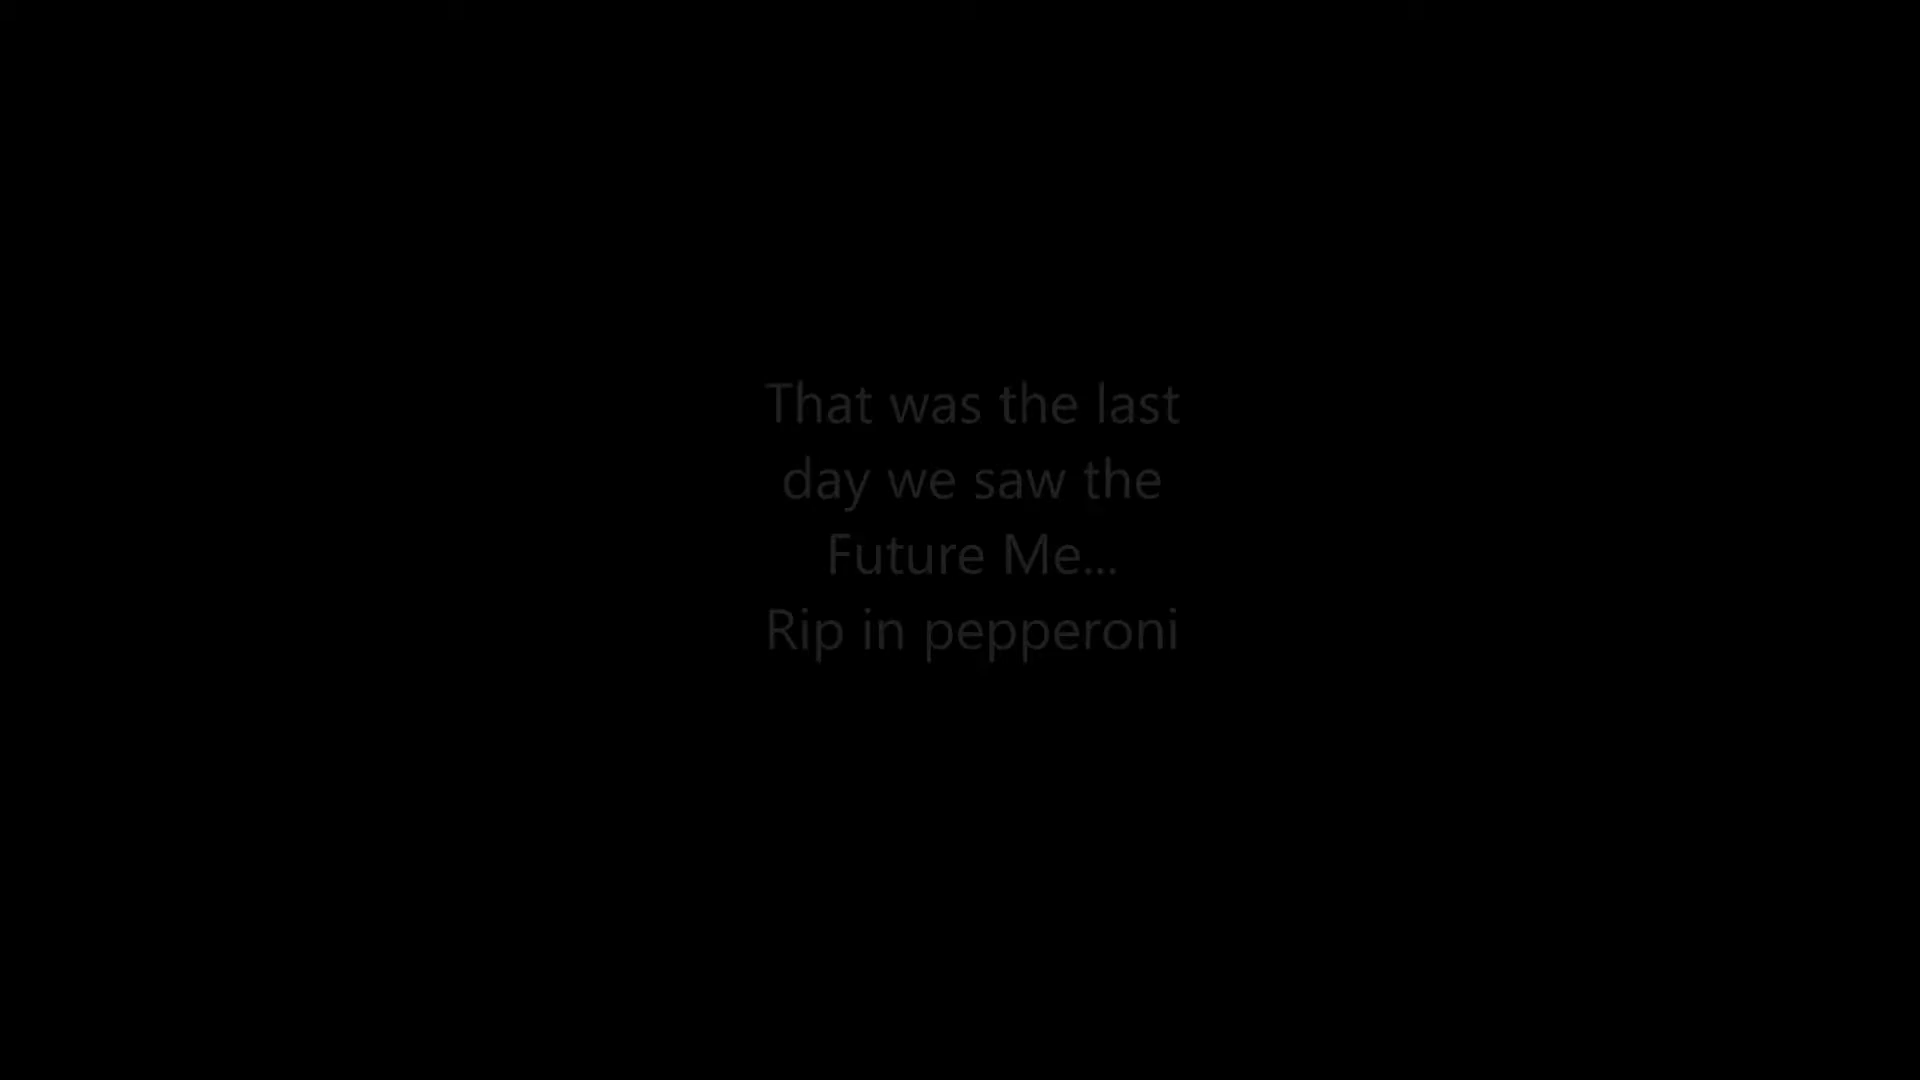 That was the last
day we saw the
Future Me...
Rip in pepperoni